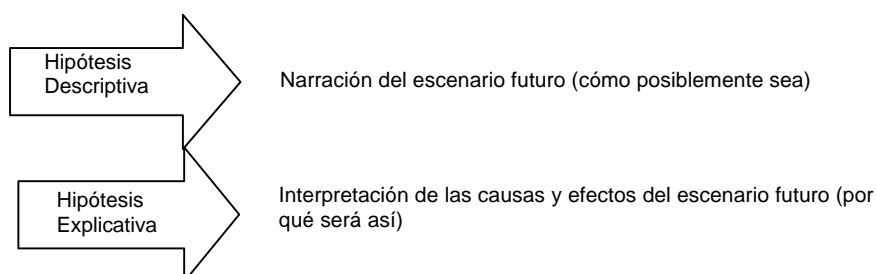 Hipótesis
Descriptiva
Narración del escenario futuro (cómo posiblemente sea)
Hipótesis
Explicativa
Interpretación de las causas y efectos del escenario futuro (por
qué será así)